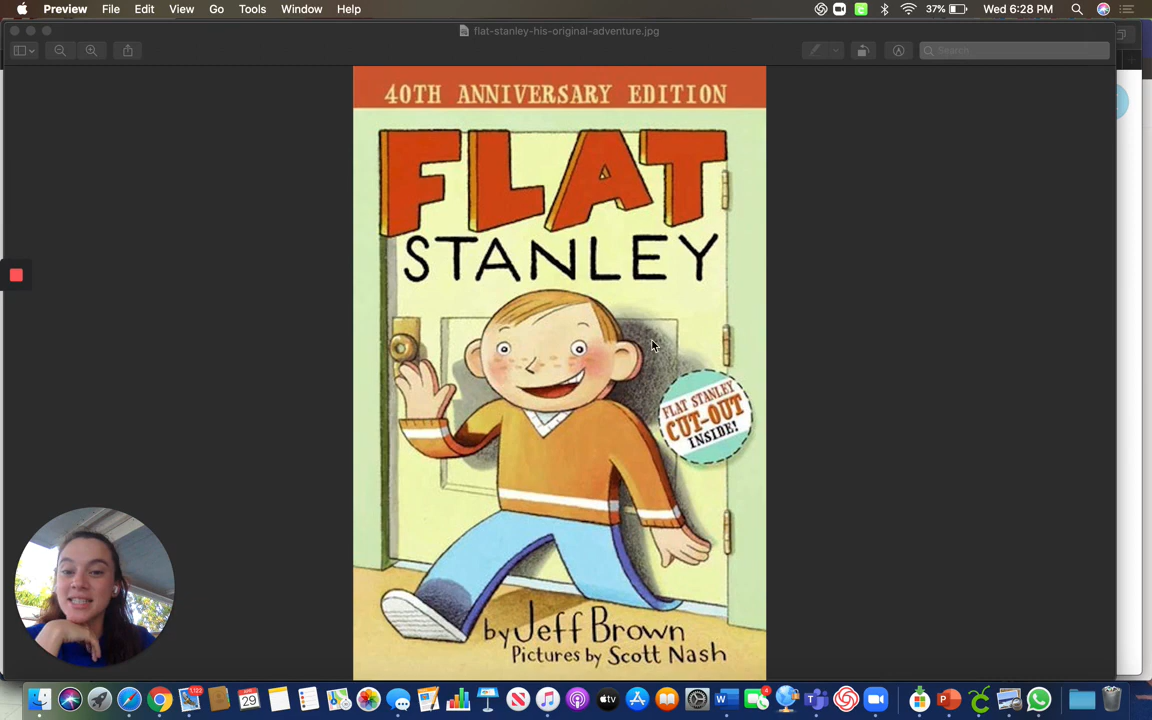 Preview File Edit View Go Tools Window Help 37% Wed 6:28 PM
flat-stanley-his-original-adventure.jpg
Search
40TH ANNIVERSARY EDITION
FLAT
STANLEY
FLAT STANLEY
CUT-OUT
INSIDE!
by Jeff Brown
Pictures by Scott Nash